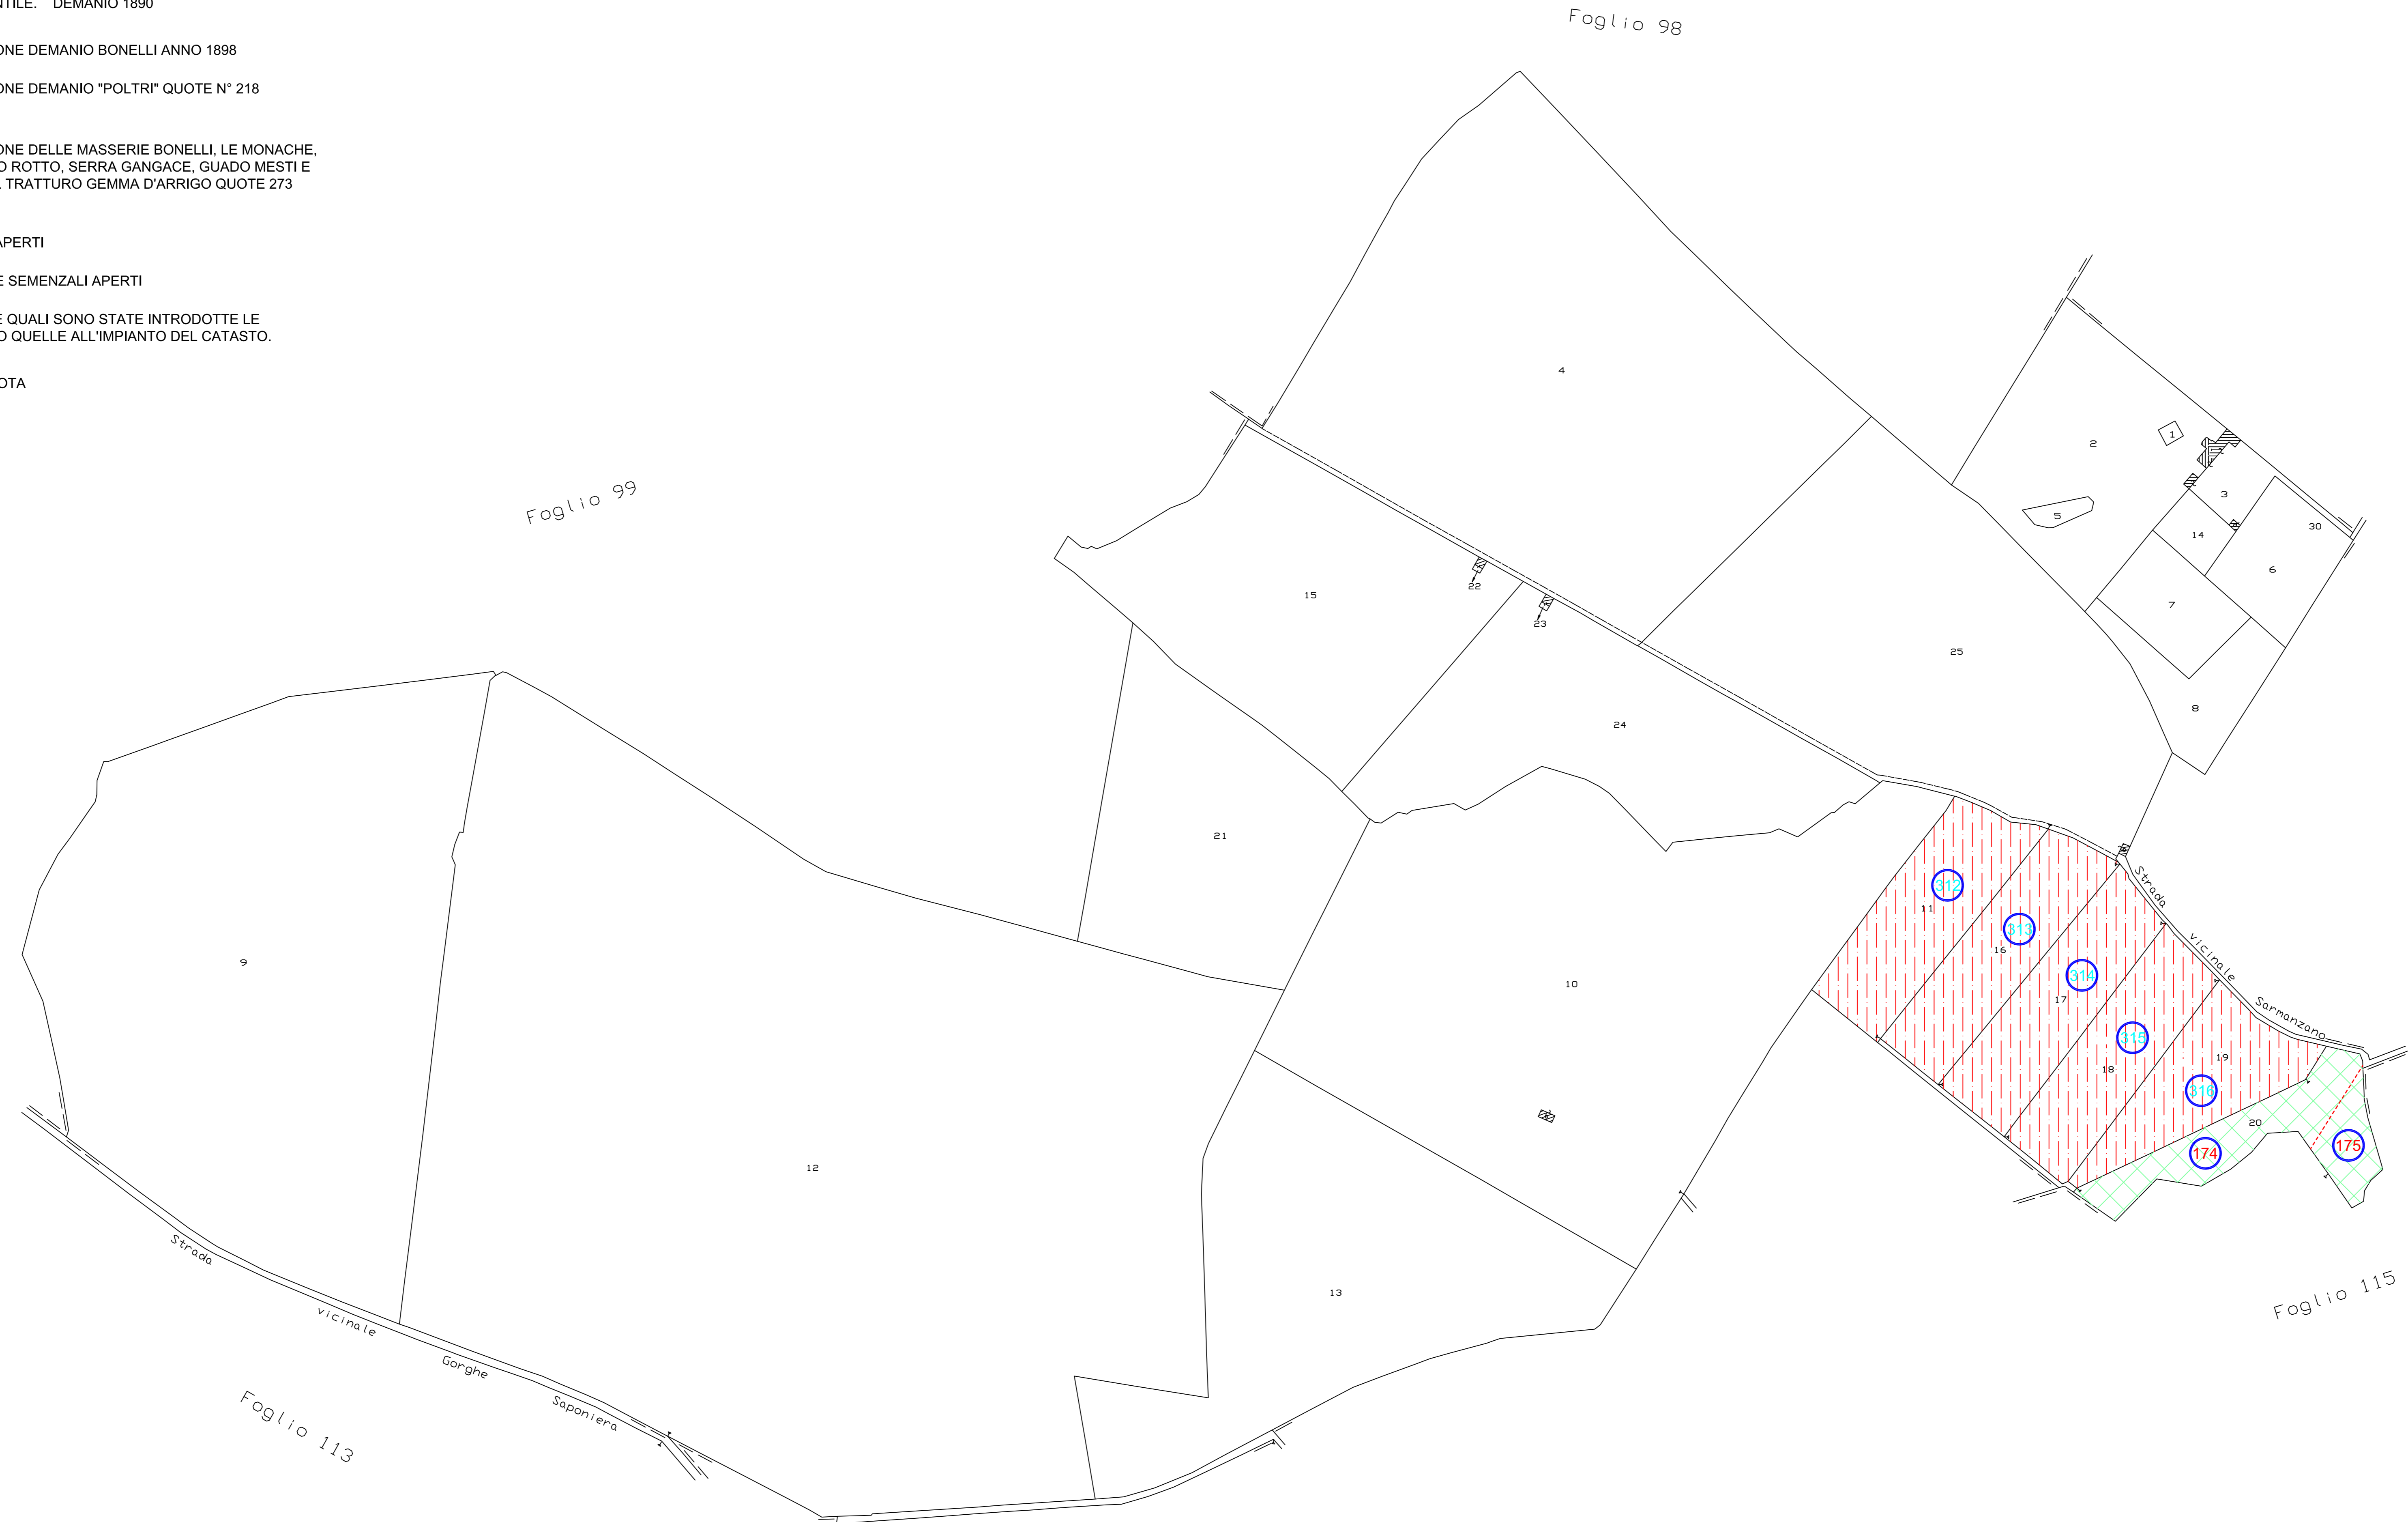 NTILE. DEMANIO 1890
ONE DEMANIO BONELLI ANNO 1898
ONE DEMANIO "POLTRI" QUOTE N° 218
ONE DELLE MASSERIE BONELLI, LE MONACHE,
O ROTTO, SERRA GANGACE, GUADO MESTI E
L TRATTURO GEMMA D'ARRIGO QUOTE 273
APERTI
E SEMENZALI APERTI
E QUALI SONO STATE INTRODOTTE LE
O QUELLE ALL'IMPIANTO DEL CATASTO.
OTA
Foglio 98
Foglio 99
4
2
1
3
5
14
30
6
7
8
15
22
23
25
24
21
9
12
10
13
312
11
313
16
314
17
315
18
19
316
20
174
175
Strada vicinale Sarmanzano
Strada vicinale Gorghe Saponiera
Foglio 113
Foglio 115